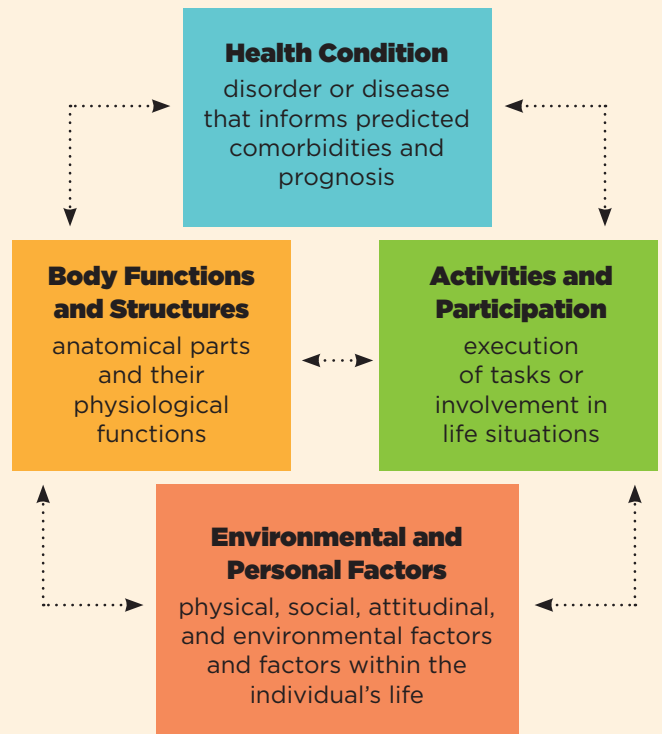 Health Condition
disorder or disease
that informs predicted
comorbidities and
prognosis
Body Functions
and Structures
anatomical parts
and their
physiological
functions
Activities and
Participation
execution
of tasks or
involvement in
life situations
Environmental and
Personal Factors
physical, social, attitudinal,
and environmental factors
and factors within the
individual’s life